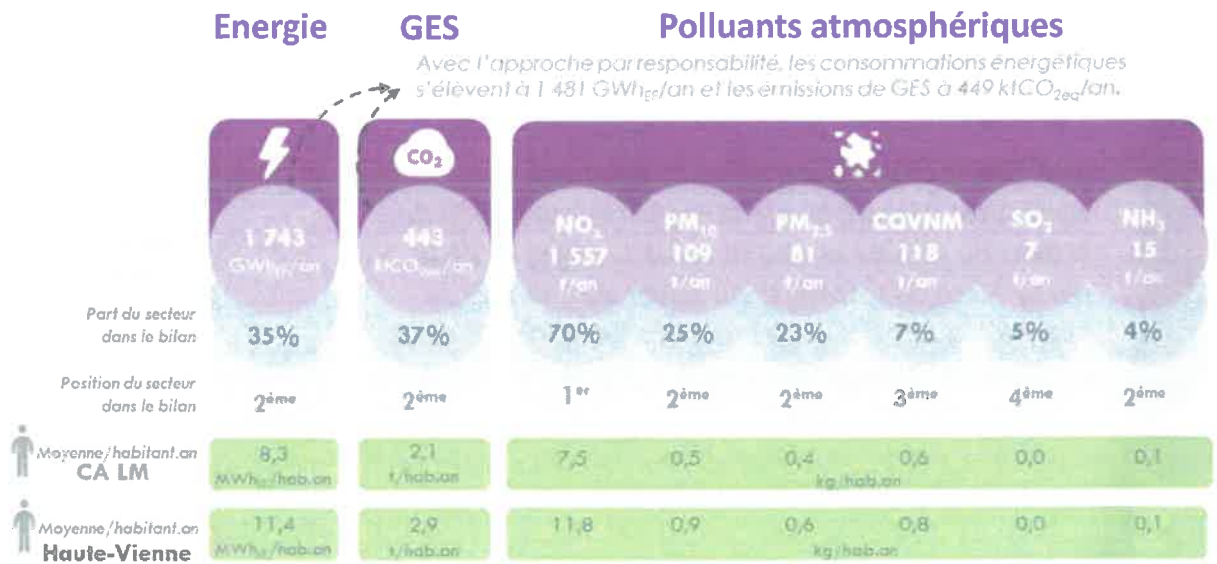 Energie GES Polluants atmosphériques
Avec l'approche par responsabilité, les consommations énergétiques
s'élèvent à 1 481 GWhEF/an et les émissions de GES à 449 ktCO2eq/an.
CO2
1 743 443 NOx PM10 PM2,5 COVNM SO2 NH3
GWhEF/an ktCO2eq/an 1 557 109 81 118 7 15
t/an t/an t/an t/an t/an t/an
Part du secteur
dans le bilan 35% 37% 70% 25% 23% 7% 5% 4%
Position du secteur
dans le bilan 2ème 2ème 1er 2ème 2ème 3ème 4ème 2ème
Moyenne/habitant.an 8,3 2,1 7,5 0,5 0,4 0,6 0,0 0,1
CA LM MWhEF/hab.an t/hab.an kg/hab.an
Moyenne/habitant.an 11,4 2,9 11,8 0,9 0,6 0,8 0,0 0,1
Haute-Vienne MWhEF/hab.an t/hab.an kg/hab.an